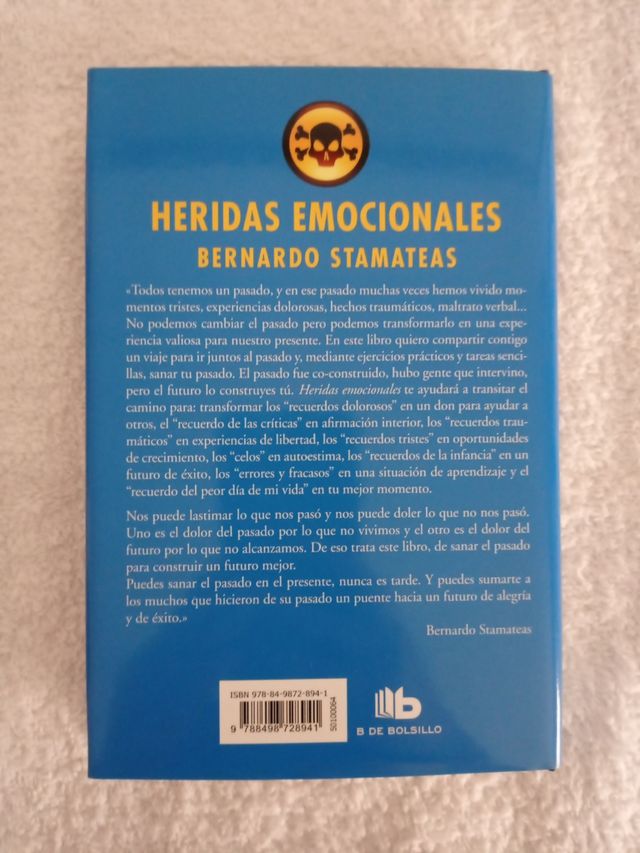 HERIDAS EMOCIONALES
BERNARDO STAMATEAS
«Todos tenemos un pasado, y en ese pasado muchas veces hemos vivido mo-
mentos tristes, experiencias dolorosas, hechos traumáticos, maltrato verbal...
No podemos cambiar el pasado pero podemos transformarlo en una expe-
riencia valiosa para nuestro presente. En este libro quiero compartir contigo
un viaje para ir juntos al pasado y, mediante ejercicios prácticos y tareas senci-
llas, sanar tu pasado. El pasado fue co-construido, hubo gente que intervino,
pero el futuro lo construyes tú. Heridas emocionales te ayudará a transitar el
camino para: transformar los “recuerdos dolorosos” en un don para ayudar a
otros, el “recuerdo de las críticas” en afirmación interior, los “recuerdos trau-
máticos” en experiencias de libertad, los “recuerdos tristes” en oportunidades
de crecimiento, los “celos” en autoestima, los “recuerdos de la infancia” en un
futuro de éxito, los “errores y fracasos” en una situación de aprendizaje y el
“recuerdo del peor día de mi vida” en tu mejor momento.
Nos puede lastimar lo que nos pasó y nos puede doler lo que no nos pasó.
Uno es el dolor del pasado por lo que no vivimos y el otro es el dolor del
futuro por lo que no alcanzamos. De eso trata este libro, de sanar el pasado
para construir un futuro mejor.
Puedes sanar el pasado en el presente, nunca es tarde. Y puedes sumarte a
los muchos que hicieron de su pasado un puente hacia un futuro de alegría
y de éxito.»
Bernardo Stamateas
ISBN 978-84-9872-894-1
9 788498 728941
50100064
b
B DE BOLSILLO